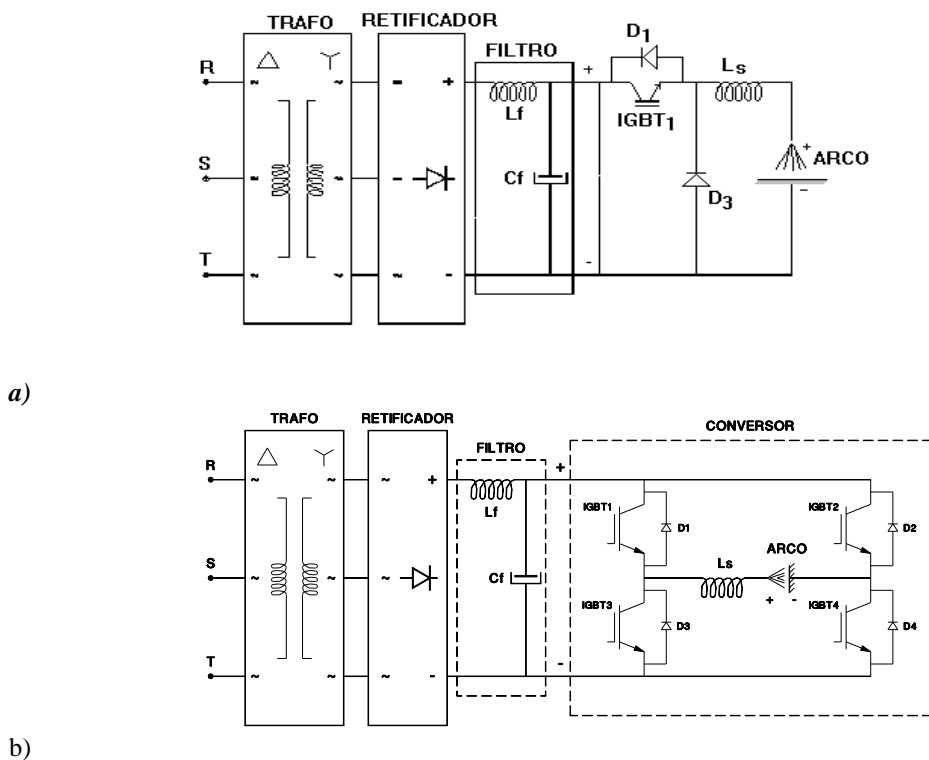 TRAFO
RETIFICADOR
FILTRO
D1
Ls
R
~
~
-
+
Lf
+
IGBT1
+
ARCO
S
~
~
-
Cf
D3
-
T
~
~
~
-
-
a)
TRAFO
RETIFICADOR
CONVERSOR
FILTRO
R
~
~
~
+
Lf
+
IGBT1
D1
IGBT2
D2
ARCO
S
~
~
~
Cf
Ls
+
-
IGBT3
D3
IGBT4
D4
T
~
~
~
-
-
b)